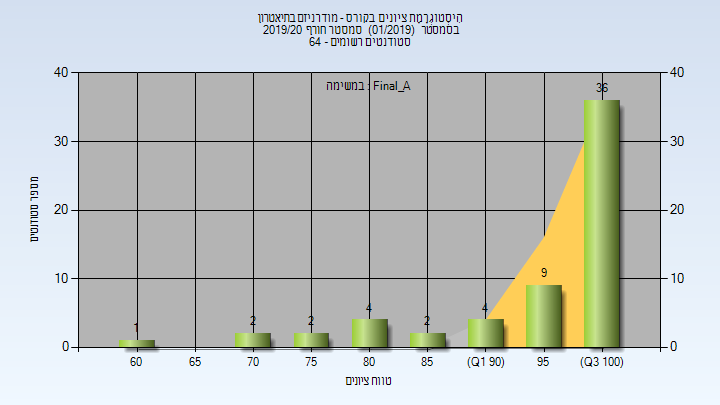 היסטוגרמת ציונים בקורס - מודרניזם בתיאטרון
בסמסטר (01/2019) סמסטר חורף 2019/20
סטודנטים רשומים - 64
במשימה : Final_A
40 40
30 30
20 20
10 10
0 0
מספר סטודנטים
1 2 2 4 2 4 9 36
60 65 70 75 80 85 (Q1 90) 95 (Q3 100)
טווח ציונים